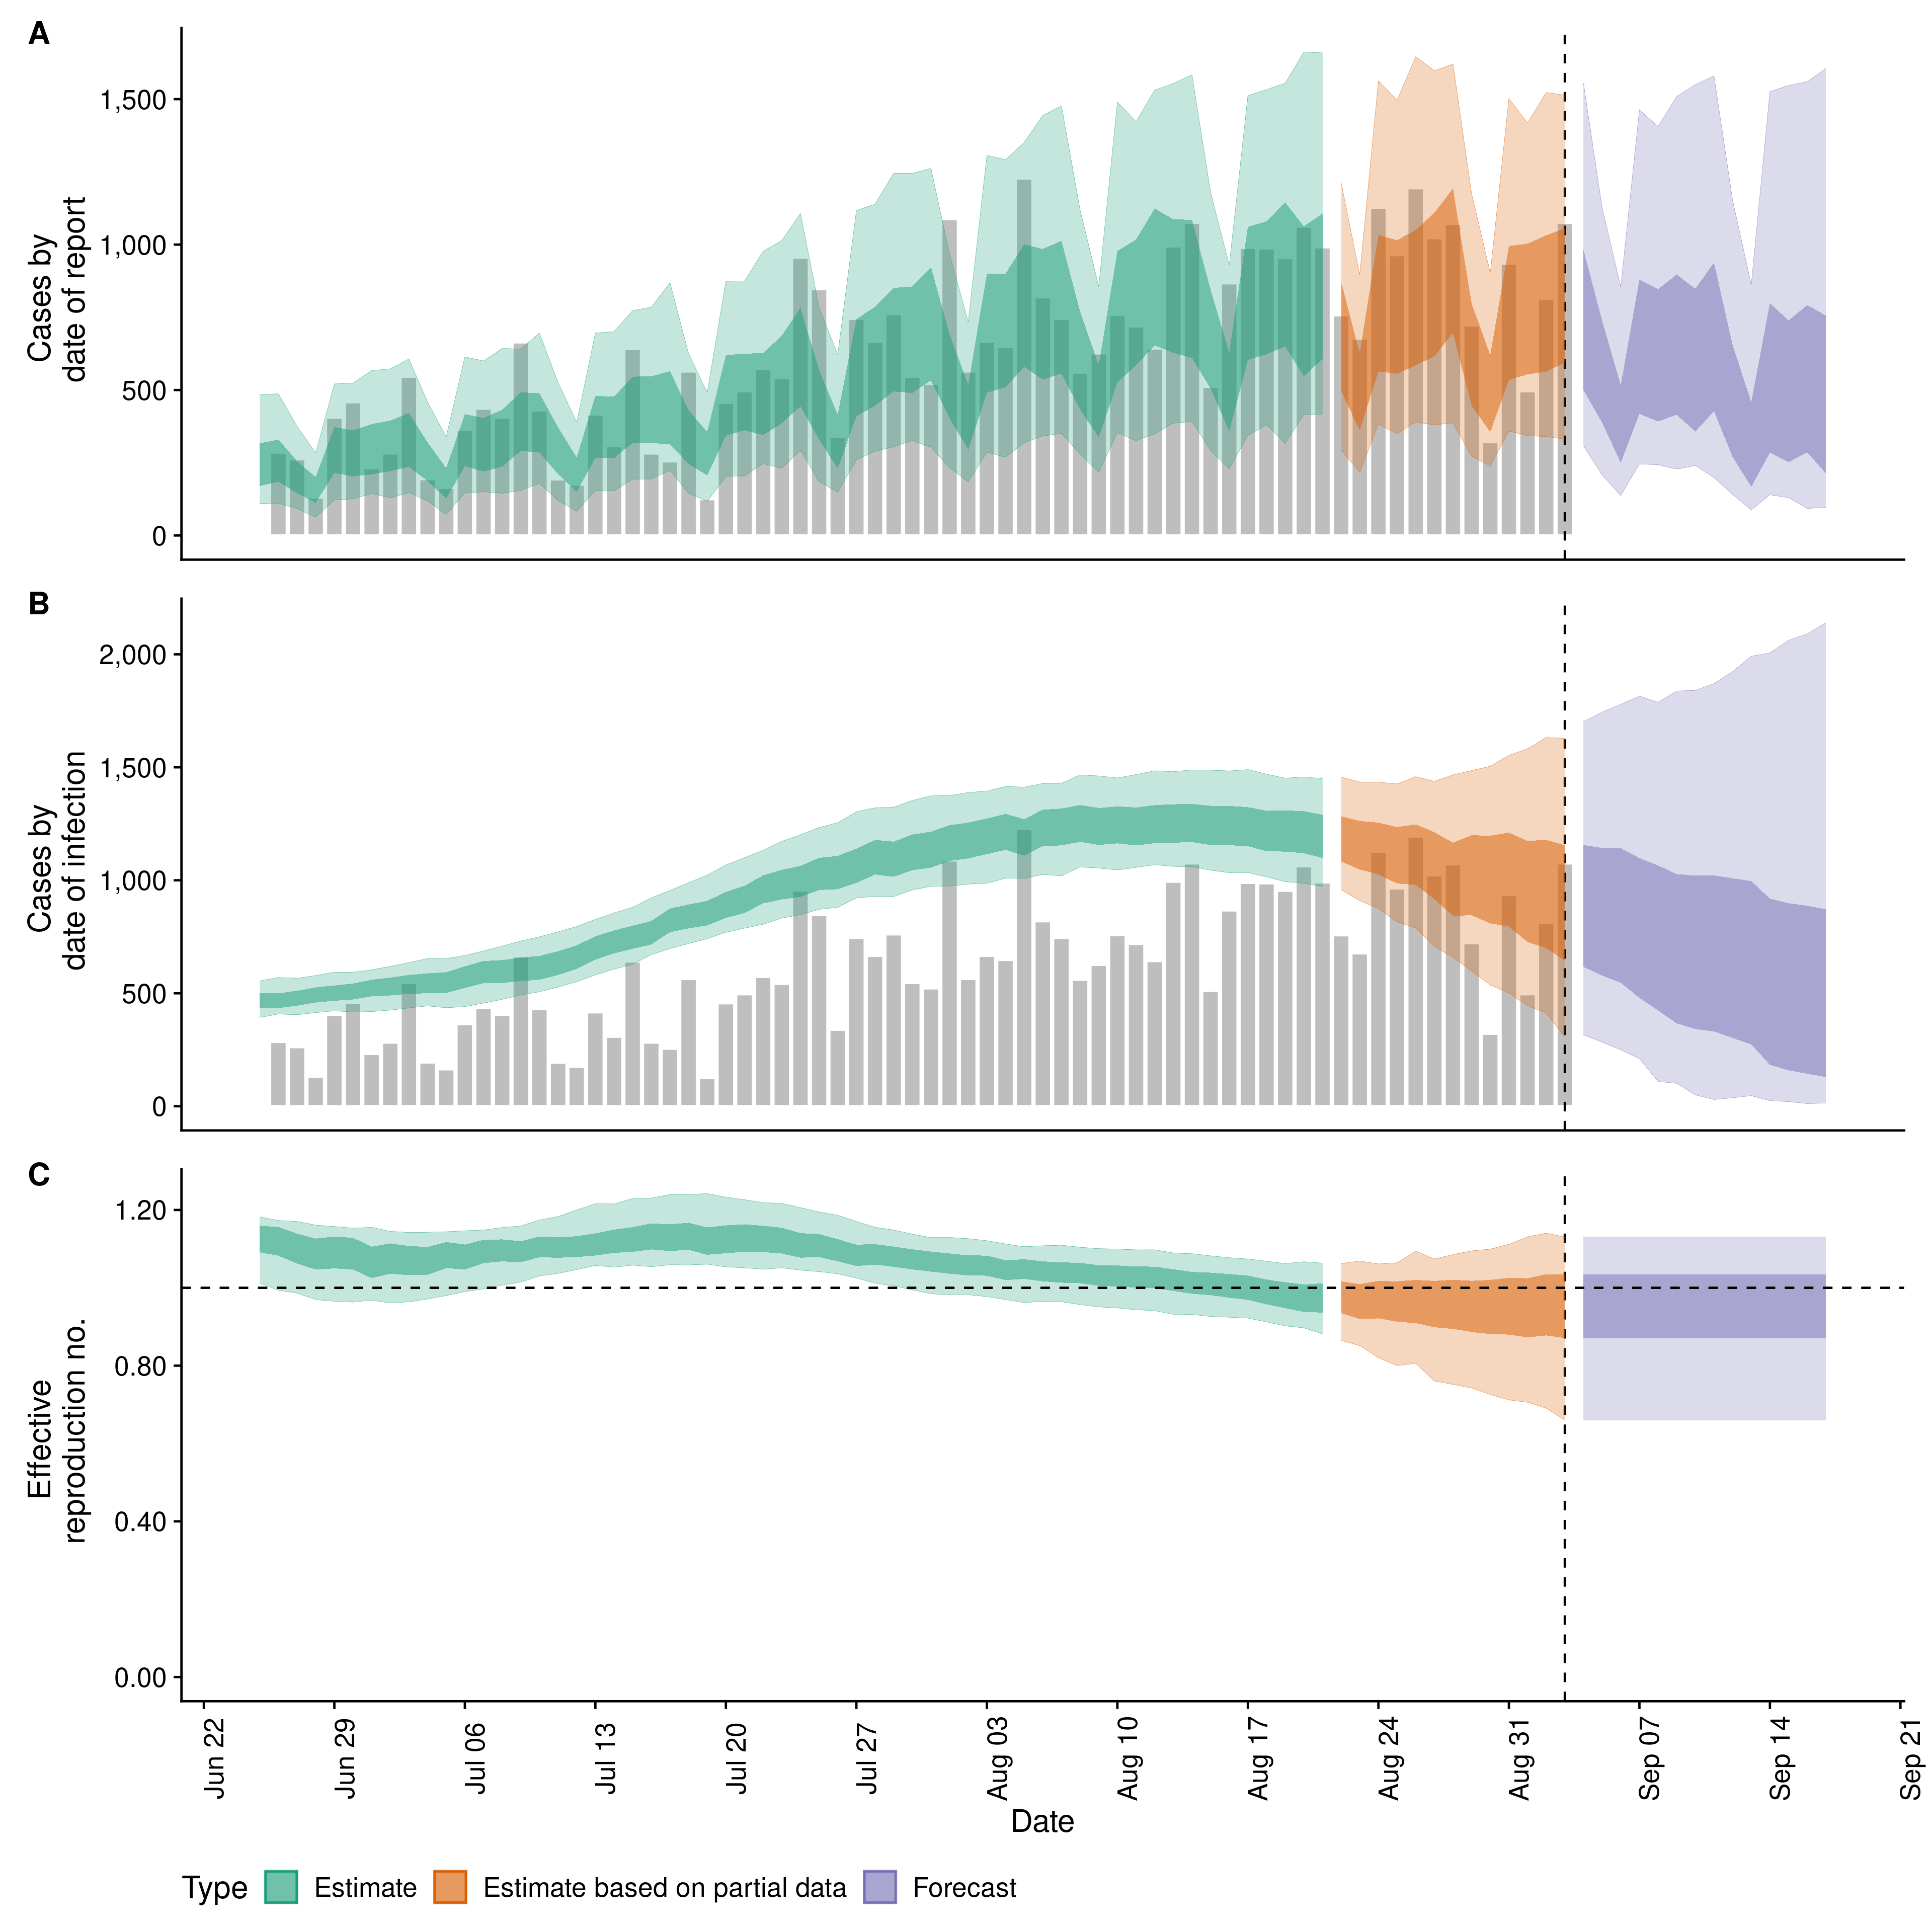 A
Cases by
date of report
1,500
1,000
500
0
B
Cases by
date of infection
2,000
1,500
1,000
500
0
C
Effective
reproduction no.
1.20
0.80
0.40
0.00
Jun 22
Jun 29
Jul 06
Jul 13
Jul 20
Jul 27
Aug 03
Aug 10
Aug 17
Aug 24
Aug 31
Sep 07
Sep 14
Sep 21
Date
Type Estimate Estimate based on partial data Forecast